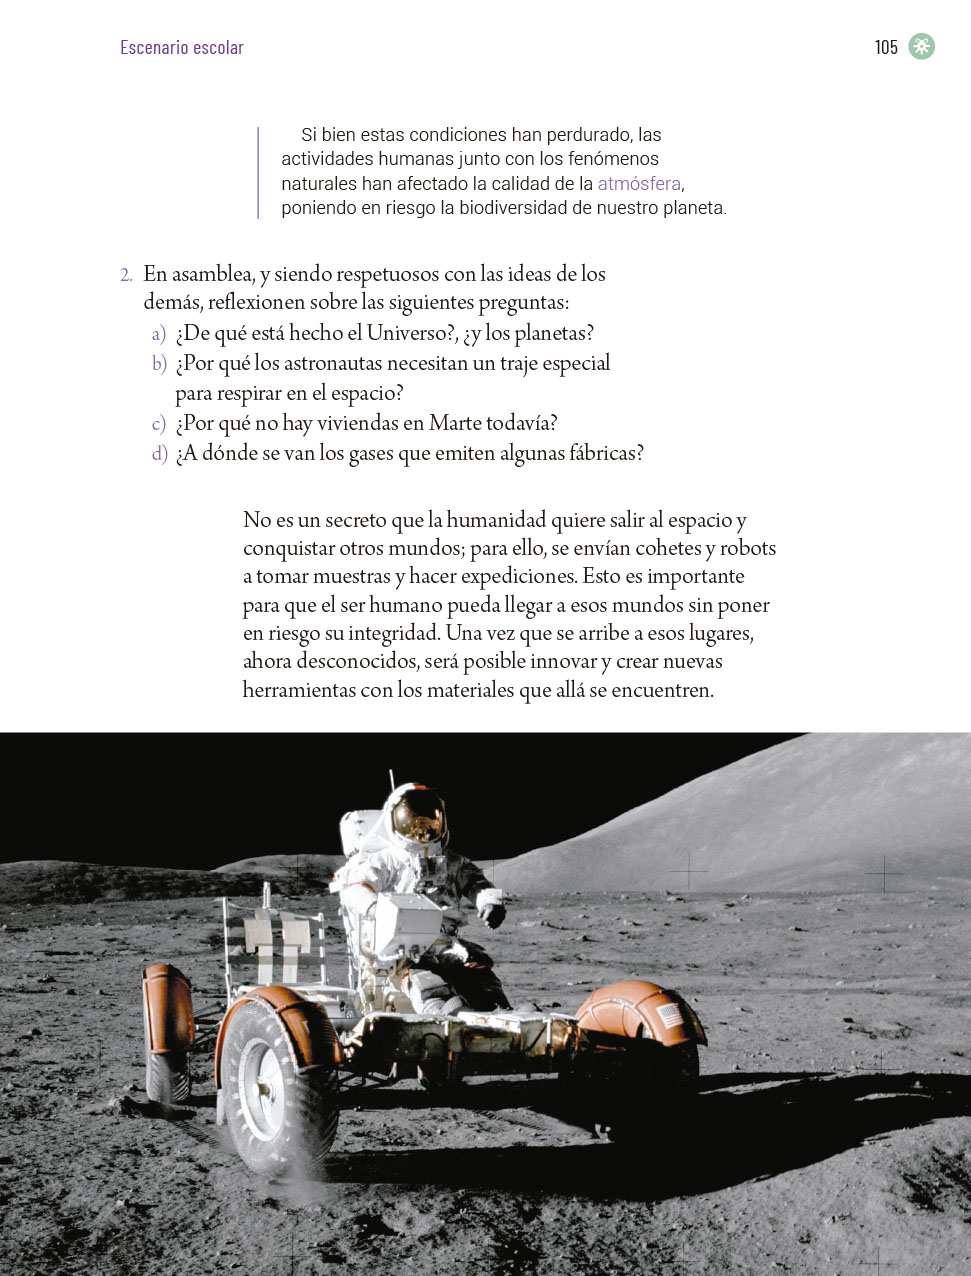 Escenario escolar
105
Si bien estas condiciones han perdurado, las
actividades humanas junto con los fenómenos
naturales han afectado la calidad de la atmósfera,
poniendo en riesgo la biodiversidad de nuestro planeta.
2. En asamblea, y siendo respetuosos con las ideas de los
demás, reflexionen sobre las siguientes preguntas:
a) ¿De qué está hecho el Universo?, ¿y los planetas?
b) ¿Por qué los astronautas necesitan un traje especial
para respirar en el espacio?
c) ¿Por qué no hay viviendas en Marte todavía?
d) ¿A dónde se van los gases que emiten algunas fábricas?
No es un secreto que la humanidad quiere salir al espacio y
conquistar otros mundos; para ello, se envían cohetes y robots
a tomar muestras y hacer expediciones. Esto es importante
para que el ser humano pueda llegar a esos mundos sin poner
en riesgo su integridad. Una vez que se arribe a esos lugares,
ahora desconocidos, será posible innovar y crear nuevas
herramientas con los materiales que allá se encuentren.